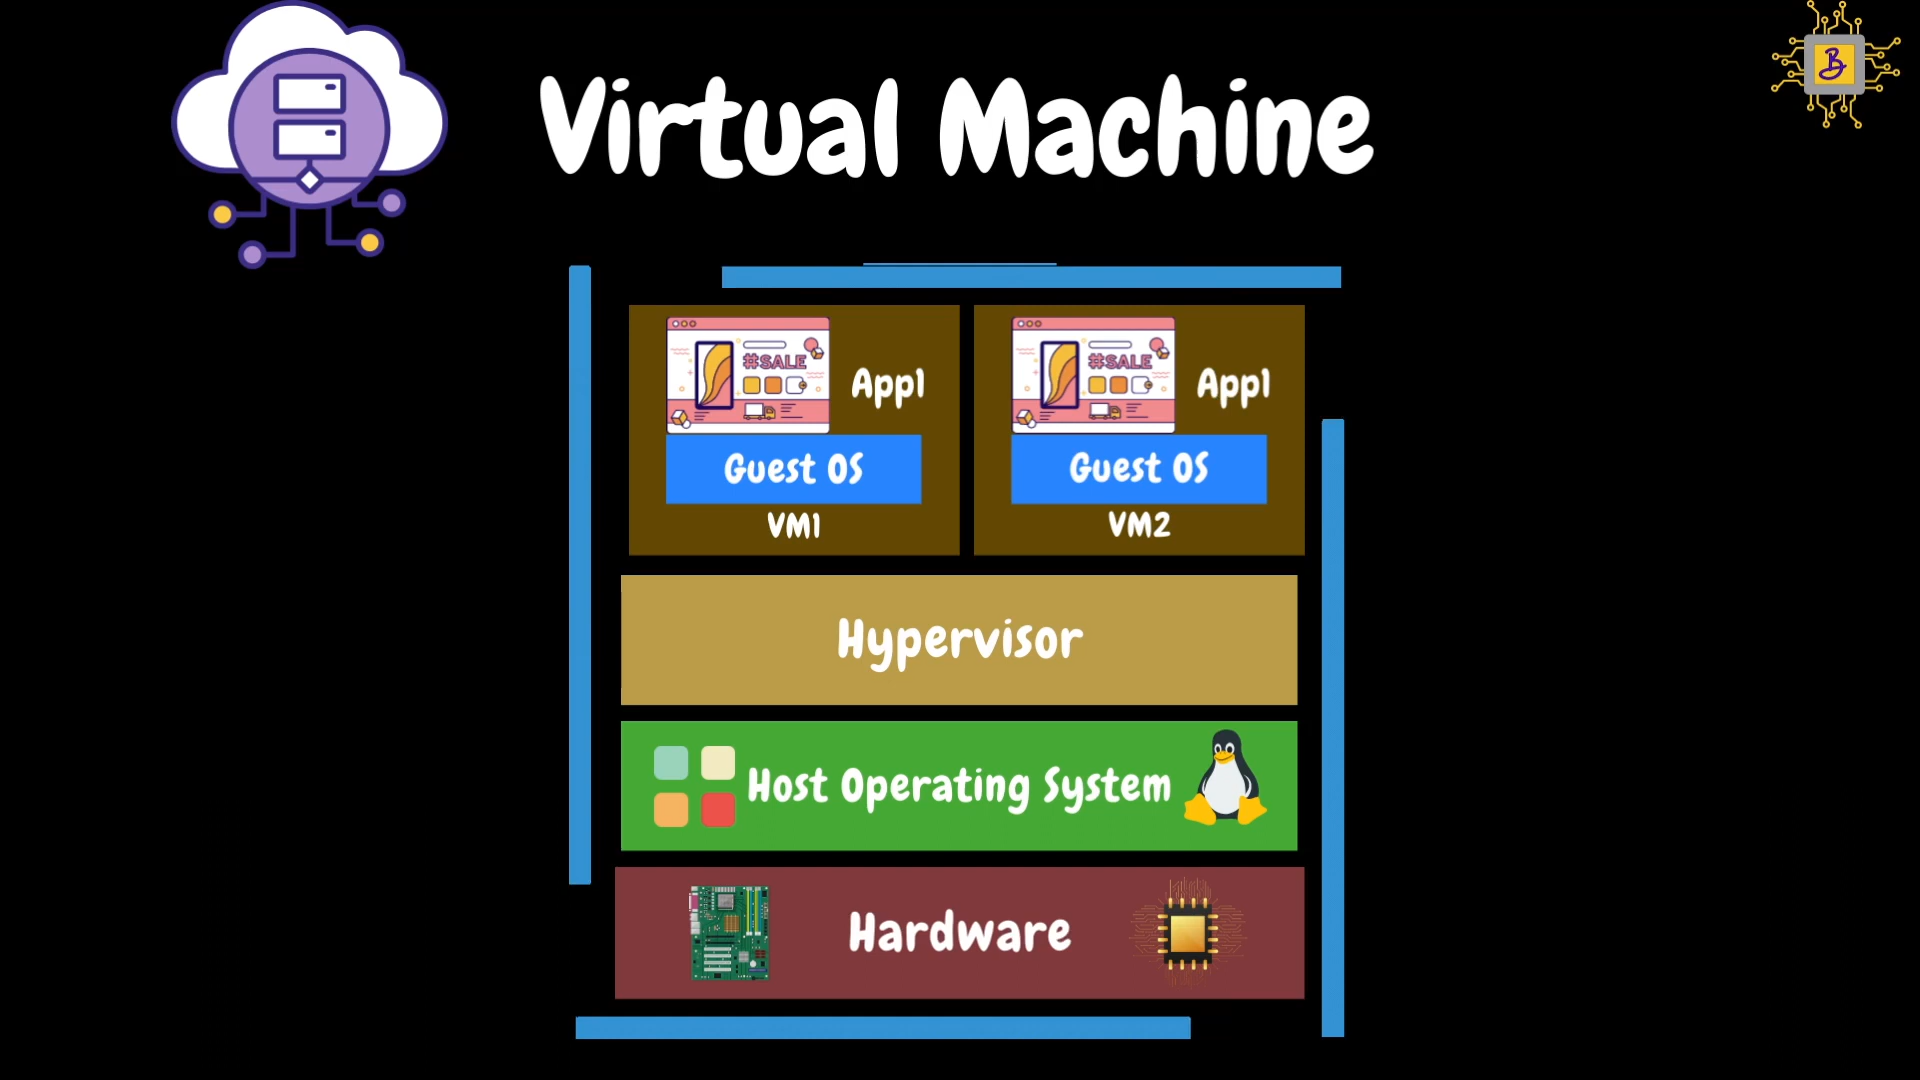 Virtual Machine
B
#SALE
App1
#SALE
App1
Guest OS
Guest OS
VM1
VM2
Hypervisor
Host Operating System
Hardware